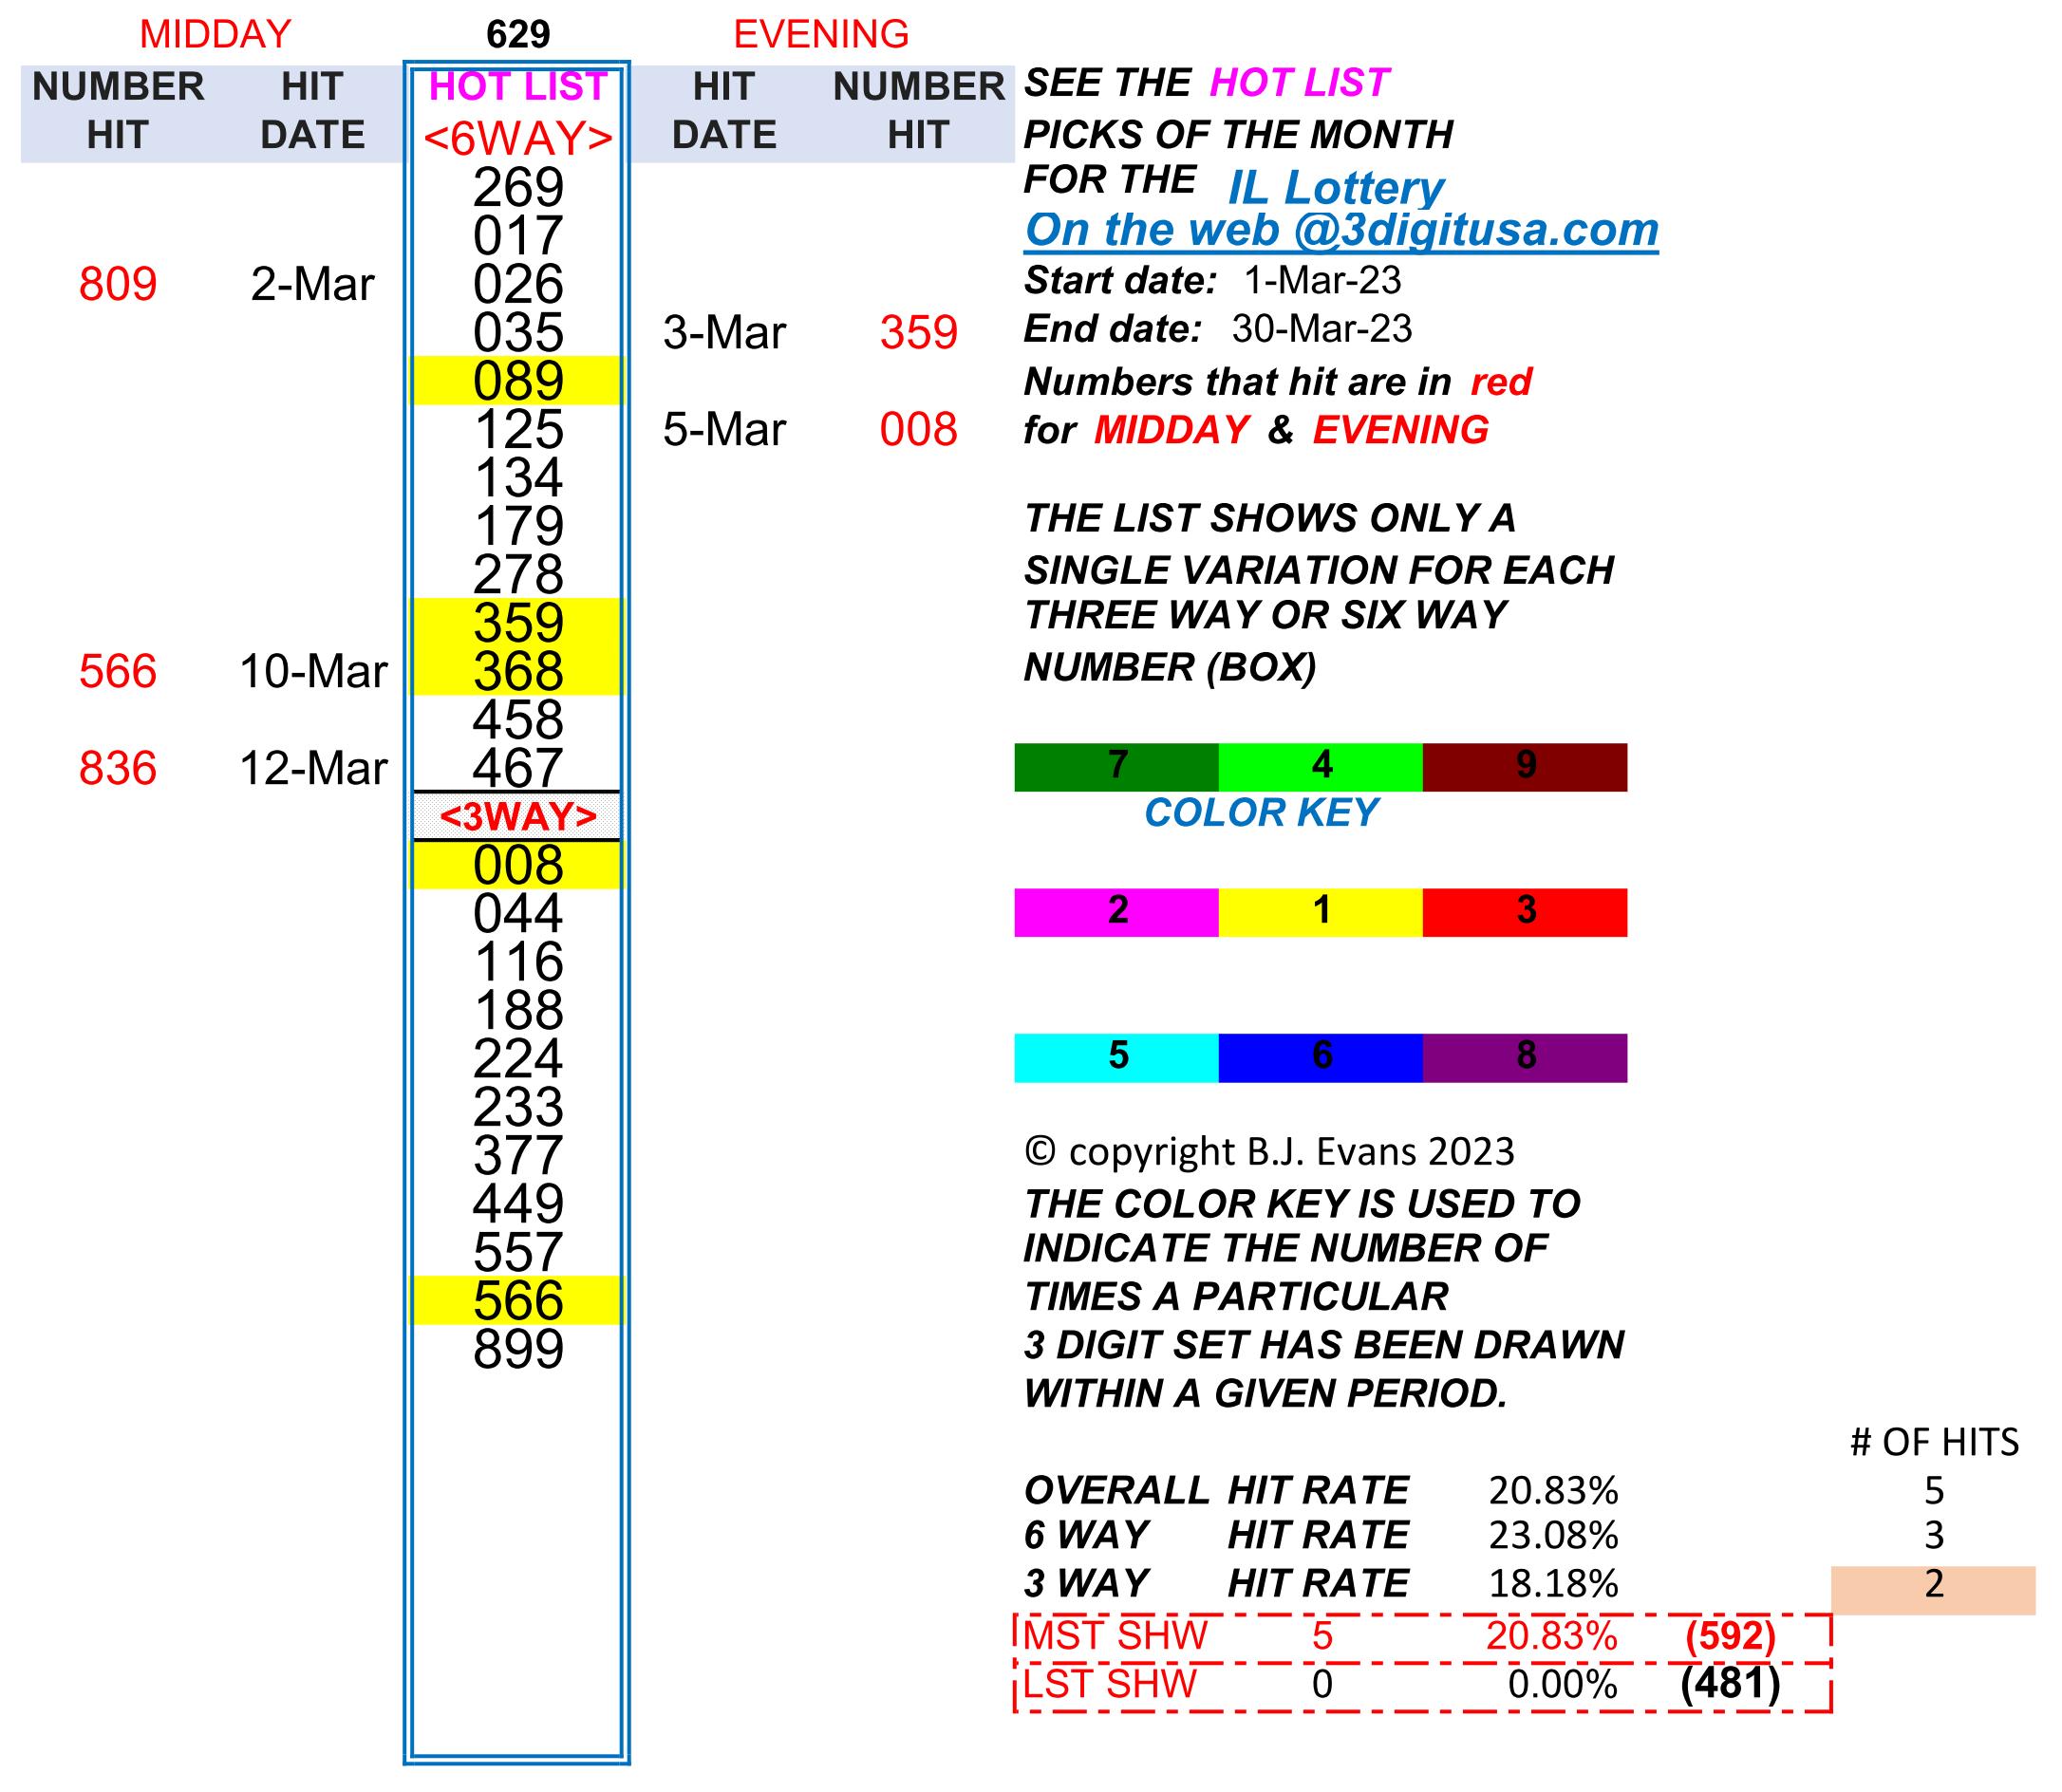 MIDDAY 629 EVENING
NUMBER HIT HOT LIST HIT NUMBER SEE THE HOT LIST
HIT DATE <6WAY> DATE HIT PICKS OF THE MONTH
269 FOR THE IL Lottery
017 On the web @3digitusa.com
809 2-Mar 026 Start date: 1-Mar-23
035 3-Mar 359 End date: 30-Mar-23
089 Numbers that hit are in red
125 5-Mar 008 for MIDDAY & EVENING
134
179 THE LIST SHOWS ONLY A
278 SINGLE VARIATION FOR EACH
359 THREE WAY OR SIX WAY
566 10-Mar 368 NUMBER (BOX)
458
836 12-Mar 467 7 4 9
<3WAY> COLOR KEY
008
044 2 1 3
116
188
224 5 6 8
233
377 © copyright B.J. Evans 2023
449 THE COLOR KEY IS USED TO
557 INDICATE THE NUMBER OF
566 TIMES A PARTICULAR
899 3 DIGIT SET HAS BEEN DRAWN
WITHIN A GIVEN PERIOD.
# OF HITS
OVERALL HIT RATE 20.83% 5
6 WAY HIT RATE 23.08% 3
3 WAY HIT RATE 18.18% 2
MST SHW 5 20.83% (592)
LST SHW 0 0.00% (481)